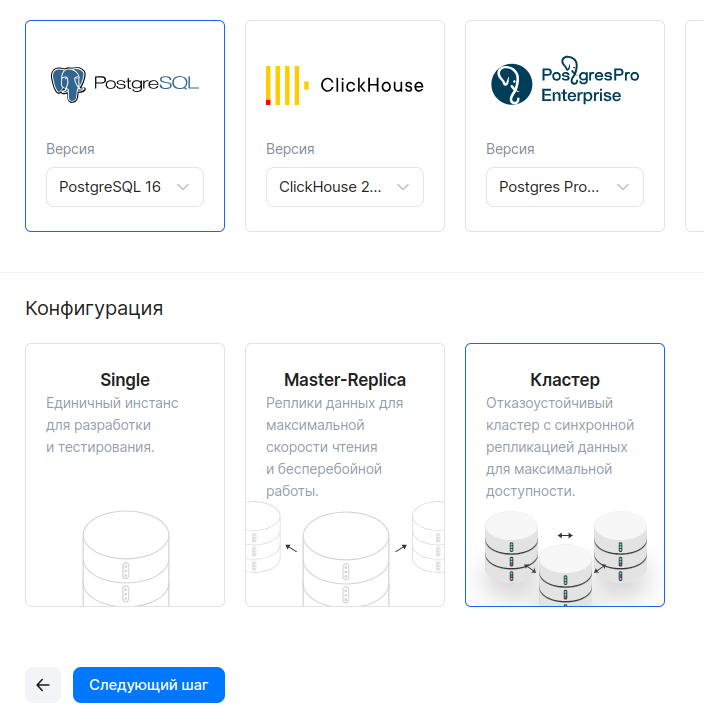 PostgreSQL
ClickHouse
PostgresPro
Enterprise
Версия
Версия
Версия
PostgreSQL 16
ClickHouse 2...
Postgres Pro...
Конфигурация
Single
Единичный инстанс
для разработки
и тестирования.
Master-Replica
Реплики данных для
максимальной
скорости чтения
и бесперебойной
работы.
Кластер
Отказоустойчивый
кластер с синхронной
репликацией данных
для максимальной
доступности.
Следующий шаг